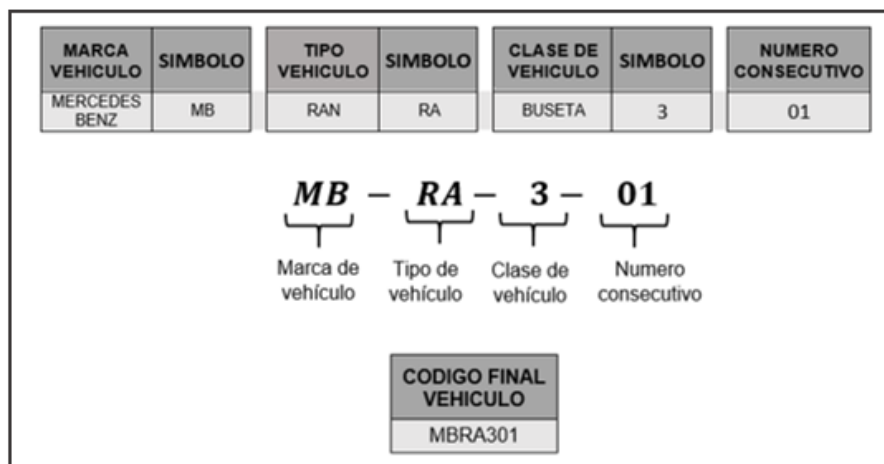 MARCA VEHICULO SIMBOLO TIPO VEHICULO SIMBOLO CLASE DE VEHICULO SIMBOLO NUMERO CONSECUTIVO
MERCEDES BENZ MB RAN RA BUSETA 3 01
MB – RA – 3 – 01
Marca de vehículo Tipo de vehículo Clase de vehículo Numero consecutivo
CODIGO FINAL
VEHICULO
MBRA301